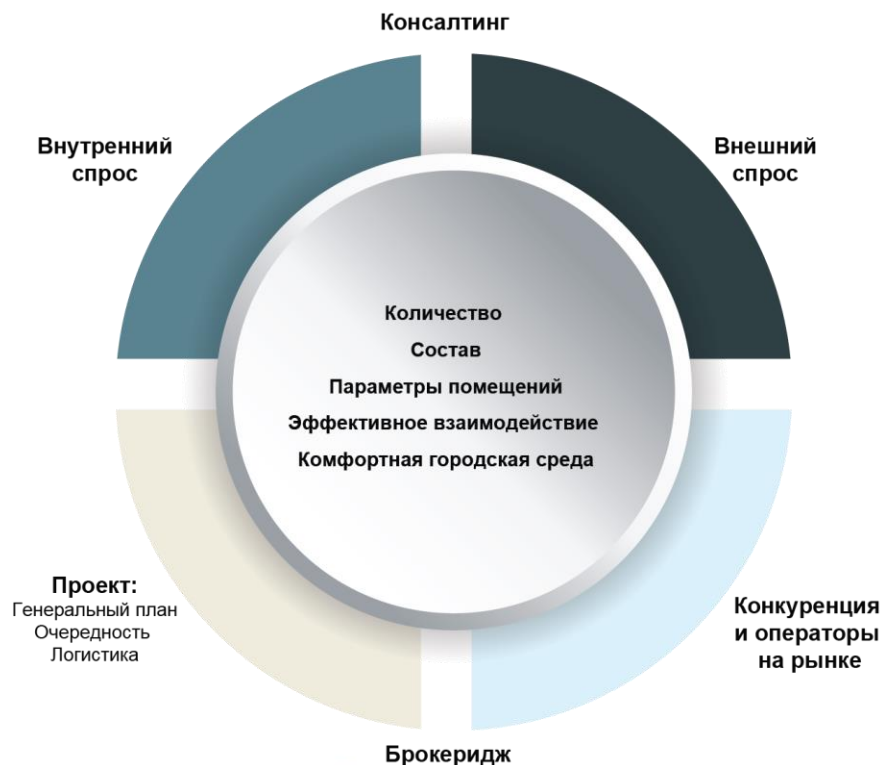 Консалтинг
Внутренний
спрос
Внешний
спрос
Количество
Состав
Параметры помещений
Эффективное взаимодействие
Комфортная городская среда
Проект:
Генеральный план
Очередность
Логистика
Конкуренция
и операторы
на рынке
Брокеридж